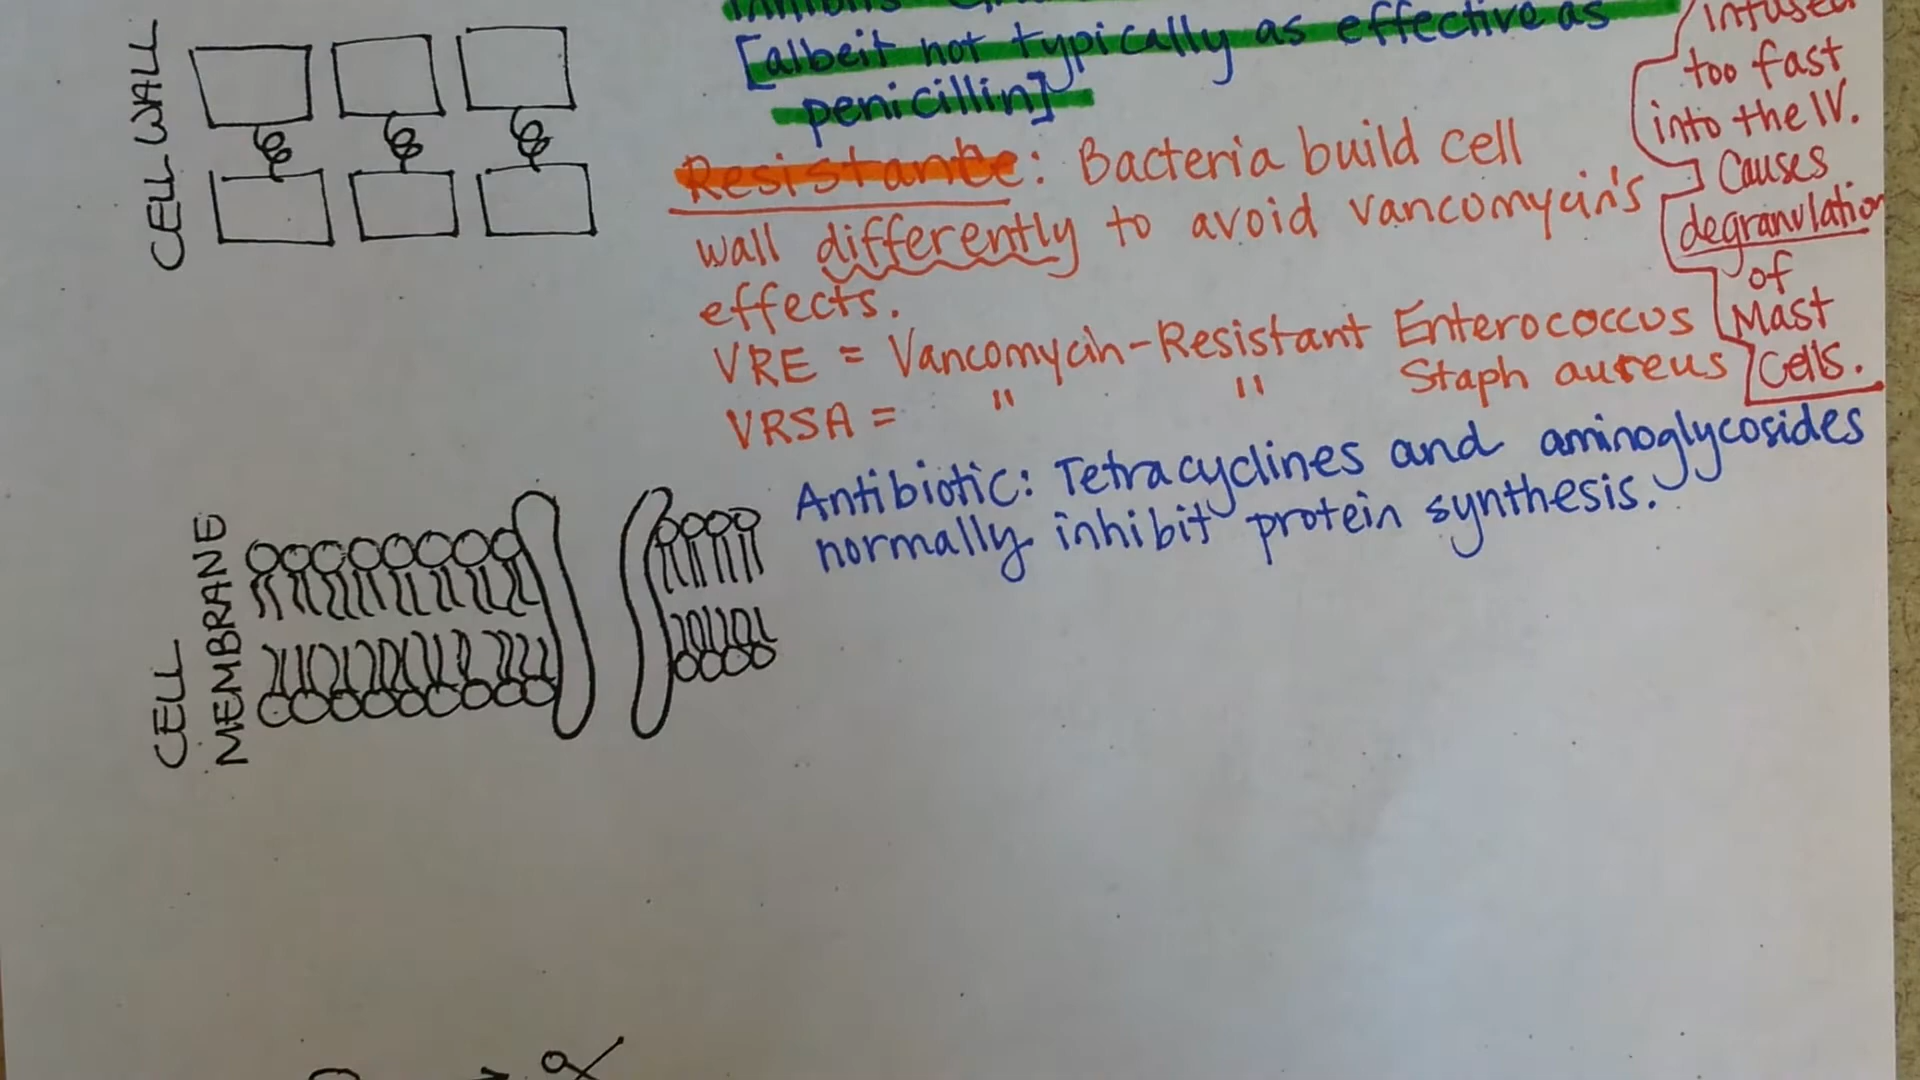 CELL WALL
[albeit not typically as effective as
penicillin]
Resistance: Bacteria build cell
wall differently to avoid vancomycin's
effects.
VRE = Vancomycin-Resistant Enterococcus
VRSA = " " Staph aureus
infused
too fast
into the IV.
Causes
degranulation
of
Mast
Cells.
CELL
MEMBRANE
Antibiotic: Tetracyclines and aminoglycosides
normally inhibit protein synthesis.